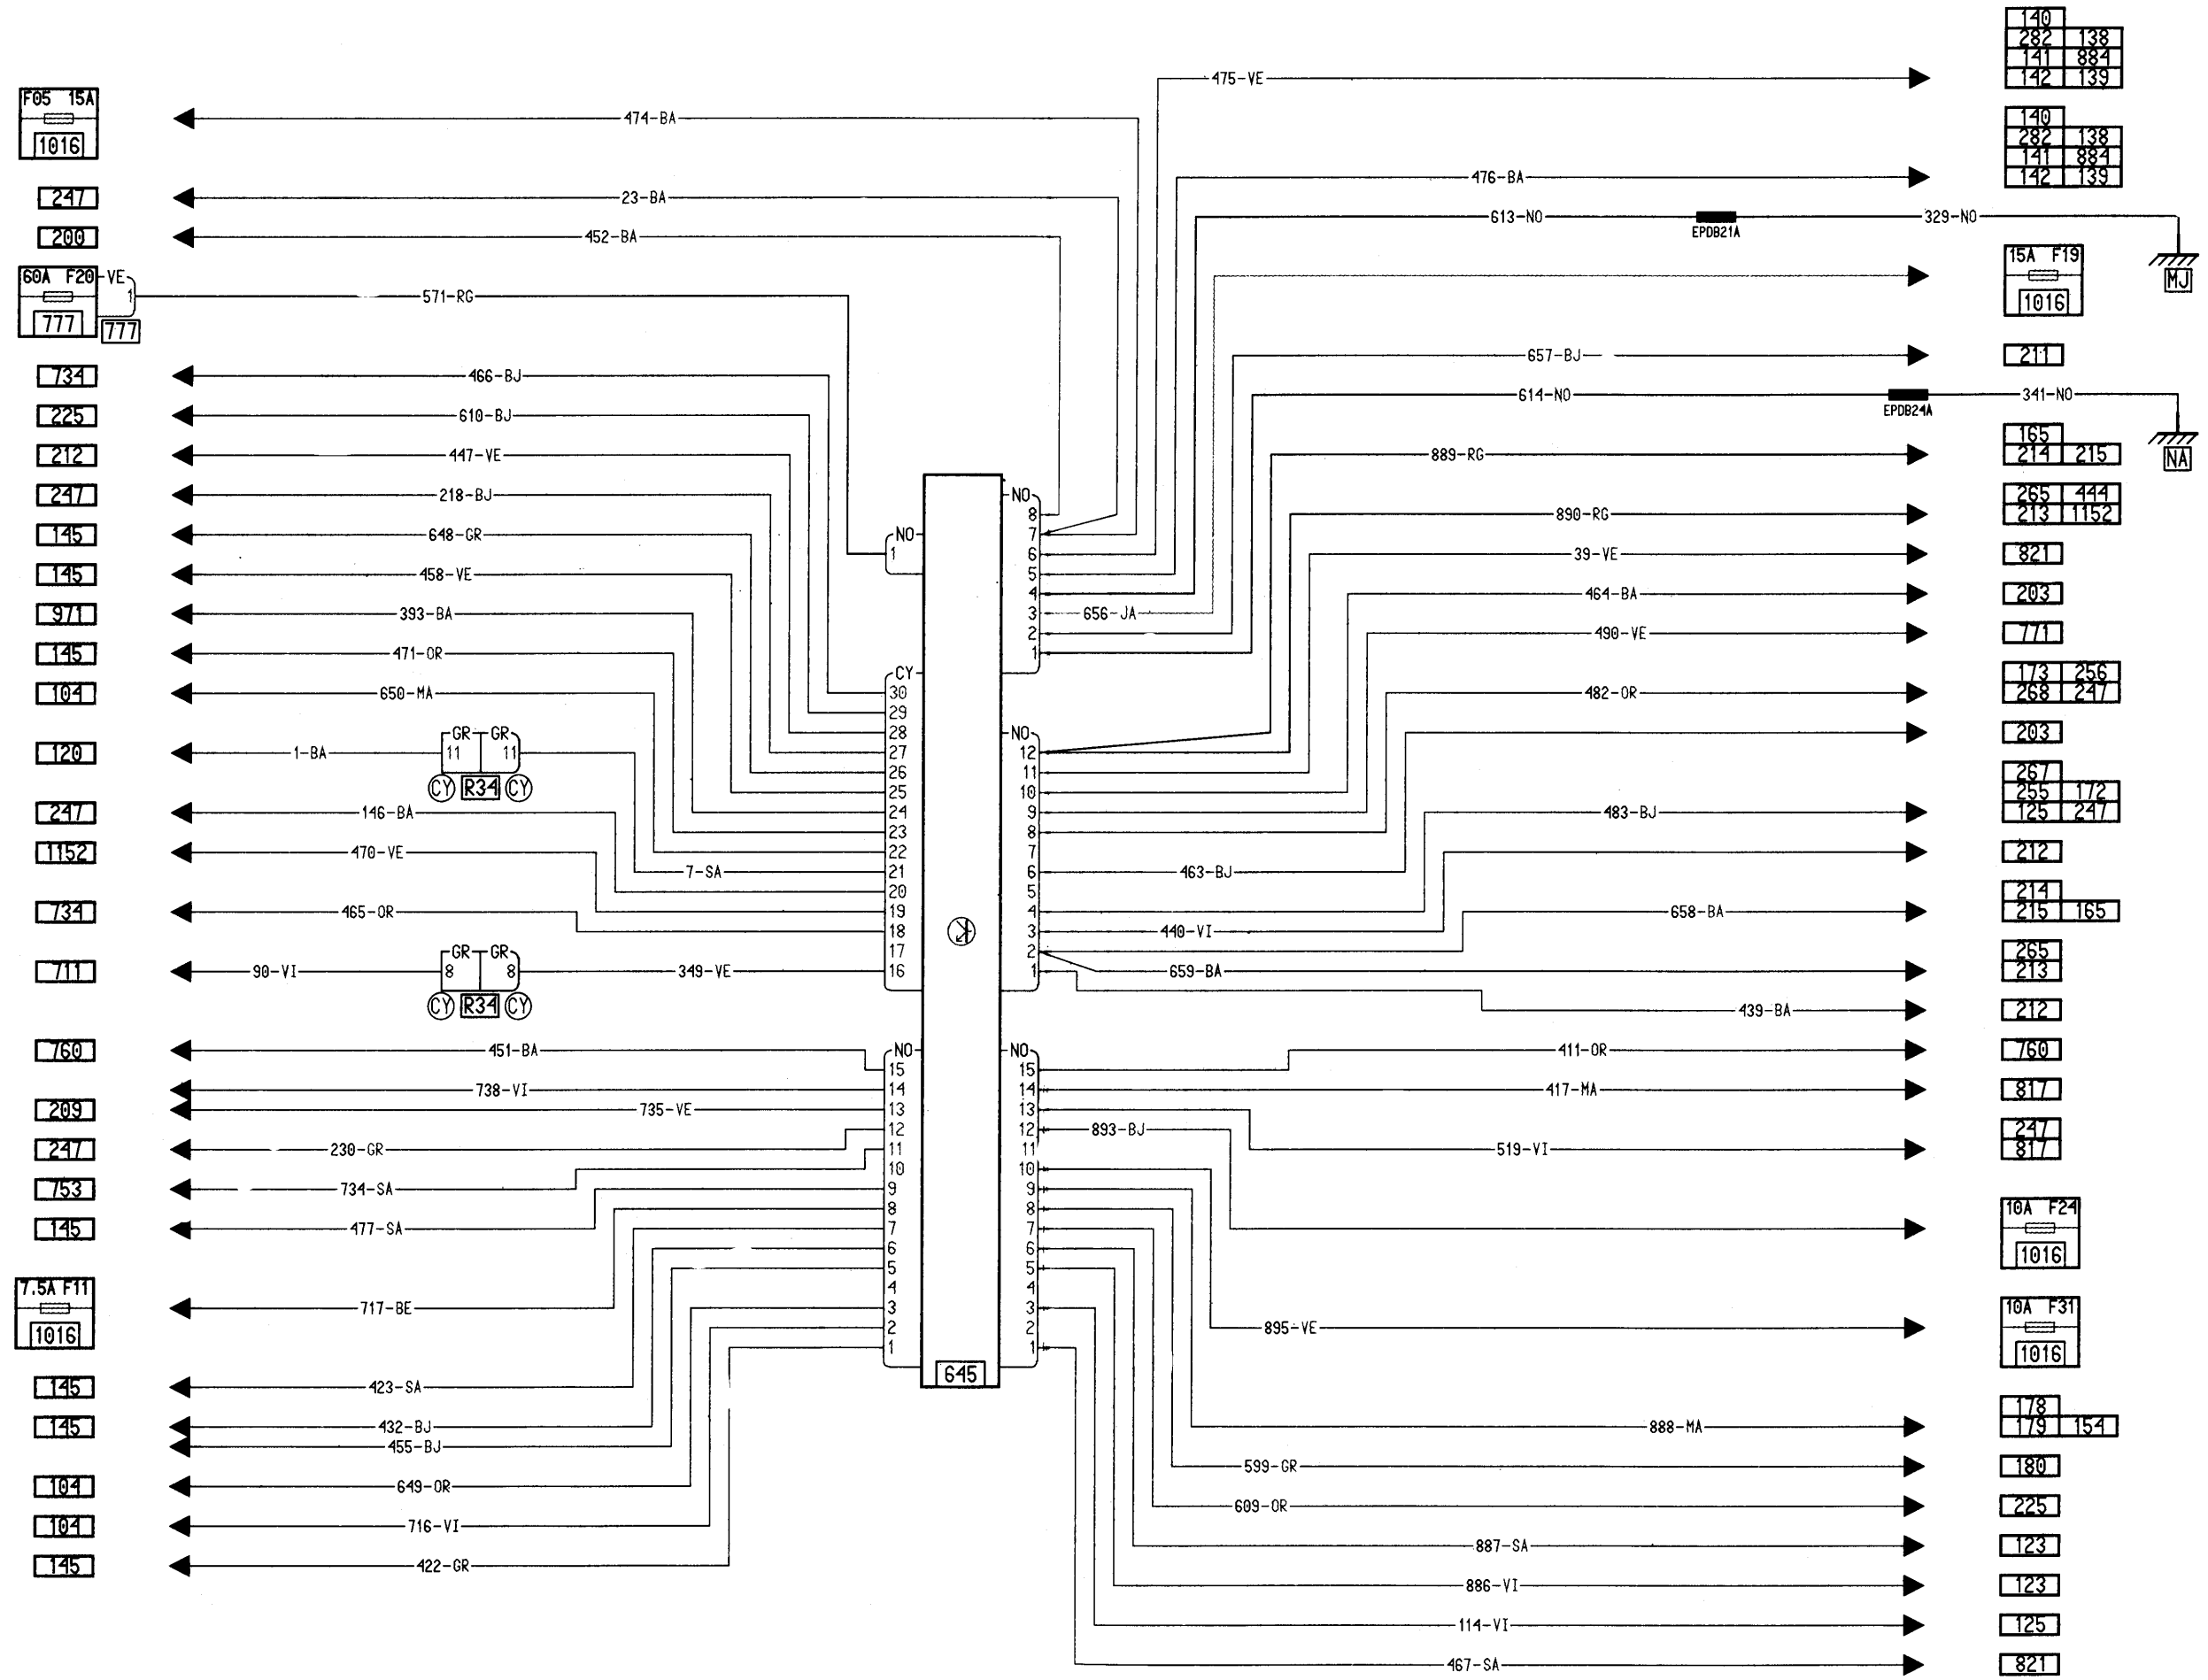 140
282 138
141 884
142 139
475-VE
F05 15A
1016
474-BA
140
282 138
141 884
142 139
476-BA
247
23-BA
200
452-BA
613-NO
EPDB21A
329-NO
MJ
60A F20
777
VE
1
777
571-RG
15A F19
1016
657-BJ
211
734
466-BJ
614-NO
EPDB24A
341-NO
NA
225
610-BJ
212
447-VE
889-RG
165
214 215
247
218-BJ
890-RG
265 444
213 1152
145
648-GR
39-VE
821
145
458-VE
464-BA
203
971
393-BA
656-JA
490-VE
771
145
471-OR
104
650-MA
482-OR
173 256
268 247
203
120
1-BA
GR GR
11 11
CY R34 CY
7-SA
247
146-BA
483-BJ
267
255 172
125 247
1152
470-VE
212
463-BJ
734
465-OR
440-VI
658-BA
214
215 165
711
90-VI
GR GR
8 8
CY R34 CY
349-VE
659-BA
265
213
439-BA
212
NO
1
CY
30
29
28
27
26
25
24
23
22
21
20
19
18
17
16
NO
15
14
13
12
11
10
9
8
7
6
5
4
3
2
1
645
NO
8
7
6
5
4
3
2
1
NO
12
11
10
9
8
7
6
5
4
3
2
1
NO
15
14
13
12
11
10
9
8
7
6
5
4
3
2
1
760
451-BA
411-OR
760
738-VI
417-MA
817
209
735-VE
893-BJ
247
230-GR
519-VI
247
817
753
734-SA
145
477-SA
10A F24
1016
7.5A F11
1016
717-BE
895-VE
10A F31
1016
145
423-SA
145
432-BJ
455-BJ
888-MA
178
179 154
104
649-OR
599-GR
180
104
716-VI
609-OR
225
145
422-GR
887-SA
123
886-VI
123
114-VI
125
467-SA
821